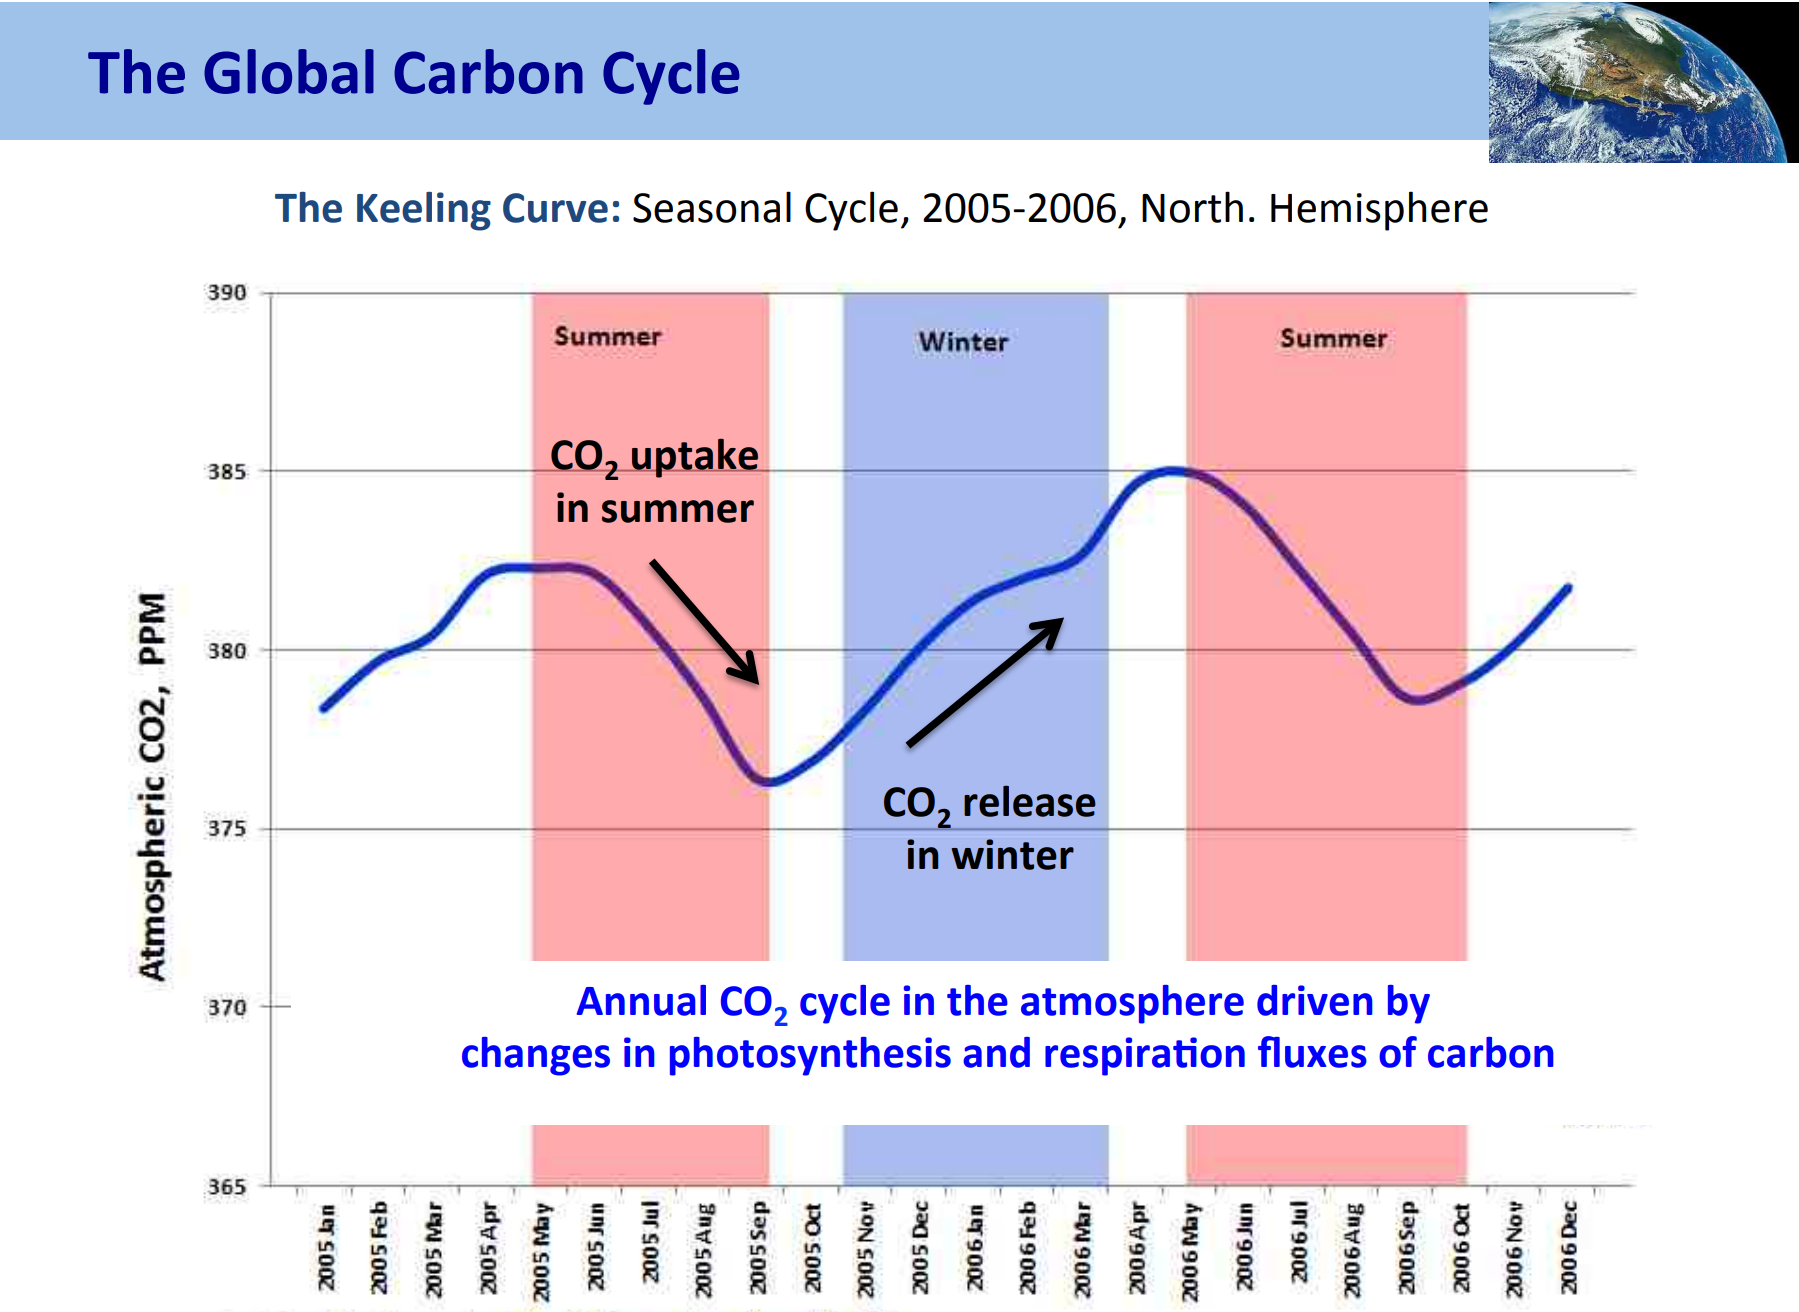 The Global Carbon Cycle
The Keeling Curve: Seasonal Cycle, 2005-2006, North. Hemisphere
390
385
380
375
370
365
Atmospheric CO2, PPM
Summer
Winter
Summer
CO₂ uptake
in summer
CO₂ release
in winter
Annual CO₂ cycle in the atmosphere driven by
changes in photosynthesis and respiration fluxes of carbon
2005 Jan
2005 Feb
2005 Mar
2005 Apr
2005 May
2005 Jun
2005 Jul
2005 Aug
2005 Sep
2005 Oct
2005 Nov
2005 Dec
2006 Jan
2006 Feb
2006 Mar
2006 Apr
2006 May
2006 Jun
2006 Jul
2006 Aug
2006 Sep
2006 Oct
2006 Nov
2006 Dec